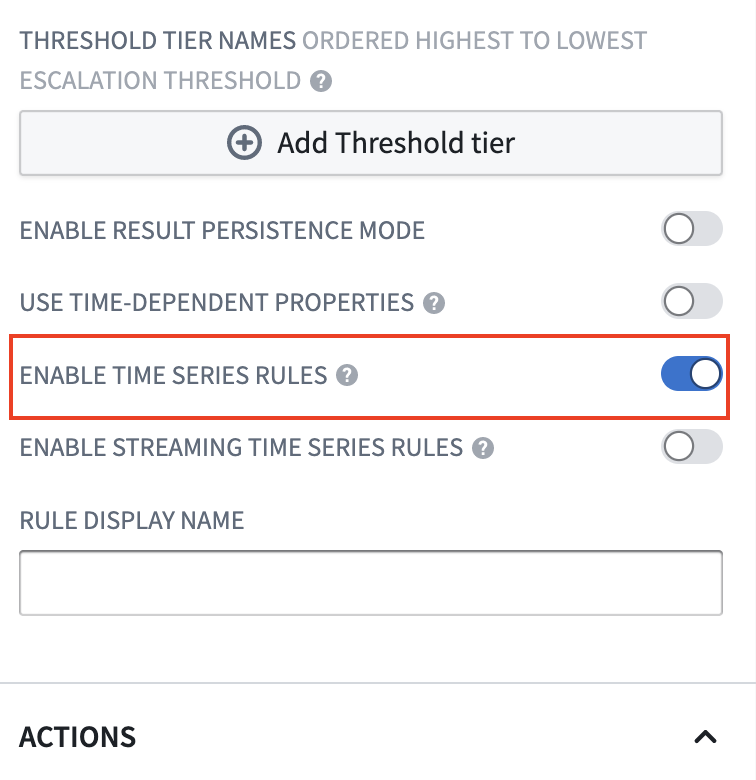 THRESHOLD TIER NAMES ORDERED HIGHEST TO LOWEST
ESCALATION THRESHOLD ?
Add Threshold tier
ENABLE RESULT PERSISTENCE MODE
USE TIME-DEPENDENT PROPERTIES ?
ENABLE TIME SERIES RULES ?
ENABLE STREAMING TIME SERIES RULES ?
RULE DISPLAY NAME
ACTIONS